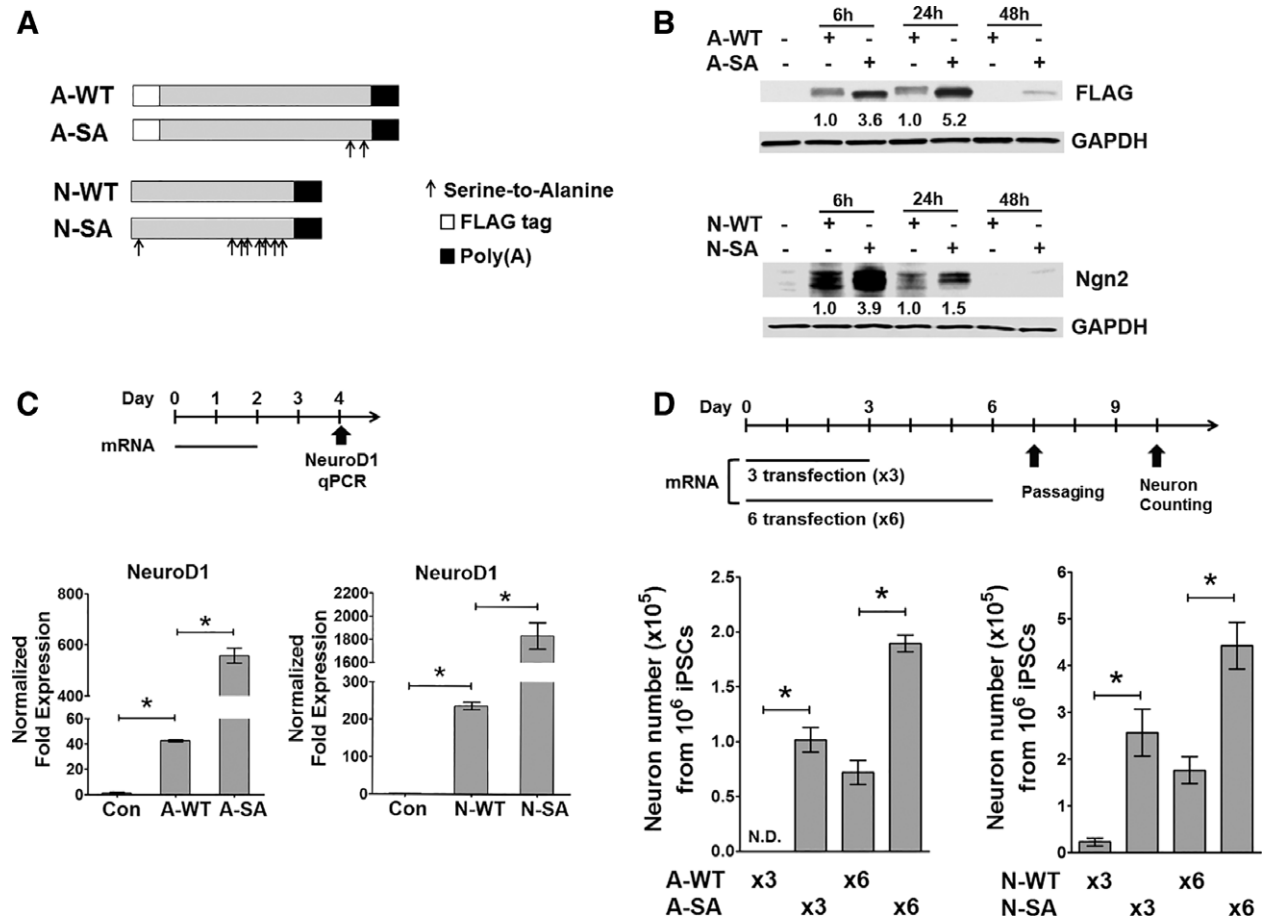 A
A-WT
A-SA
N-WT
N-SA
↑ Serine-to-Alanine
FLAG tag
Poly(A)
B
6h 24h 48h
A-WT - + - + - + -
A-SA - - + - + - +
FLAG
1.0 3.6 1.0 5.2
GAPDH
6h 24h 48h
N-WT - + - + - + -
N-SA - - + - + - +
Ngn2
1.0 3.9 1.0 1.5
GAPDH
C
Day 0 1 2 3 4
mRNA
NeuroD1
qPCR
NeuroD1
Normalized
Fold Expression
800
600
400
60
40
20
0
* *
Con A-WT A-SA
NeuroD1
Normalized
Fold Expression
2200
2000
1800
1600
300
200
100
0
* *
Con N-WT N-SA
D
Day 0 3 6 9
mRNA
3 transfection (x3)
6 transfection (x6)
Passaging
Neuron
Counting
Neuron number (x10⁵)
from 10⁶ iPSCs
2.5
2.0
1.5
1.0
0.5
0.0
N.D.
* *
A-WT x3 x6
A-SA x3 x6
Neuron number (x10⁵)
from 10⁶ iPSCs
6
5
4
3
2
1
0
* *
N-WT x3 x6
N-SA x3 x6